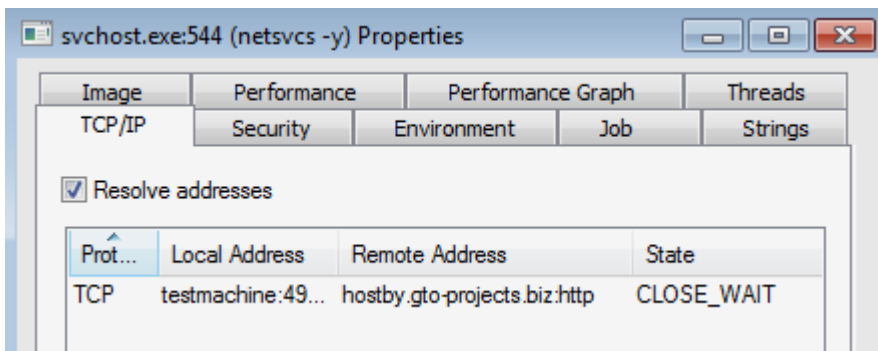 svchost.exe:544 (netsvcs -y) Properties
Image Performance Performance Graph Threads
TCP/IP Security Environment Job Strings
Resolve addresses
Prot... Local Address Remote Address State
TCP testmachine:49... hostby.gto-projects.biz:http CLOSE_WAIT